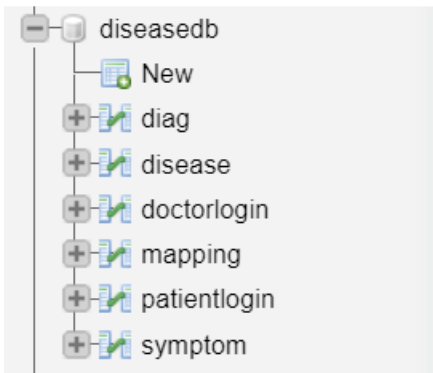 diseasedb
New
diag
disease
doctorlogin
mapping
patientlogin
symptom